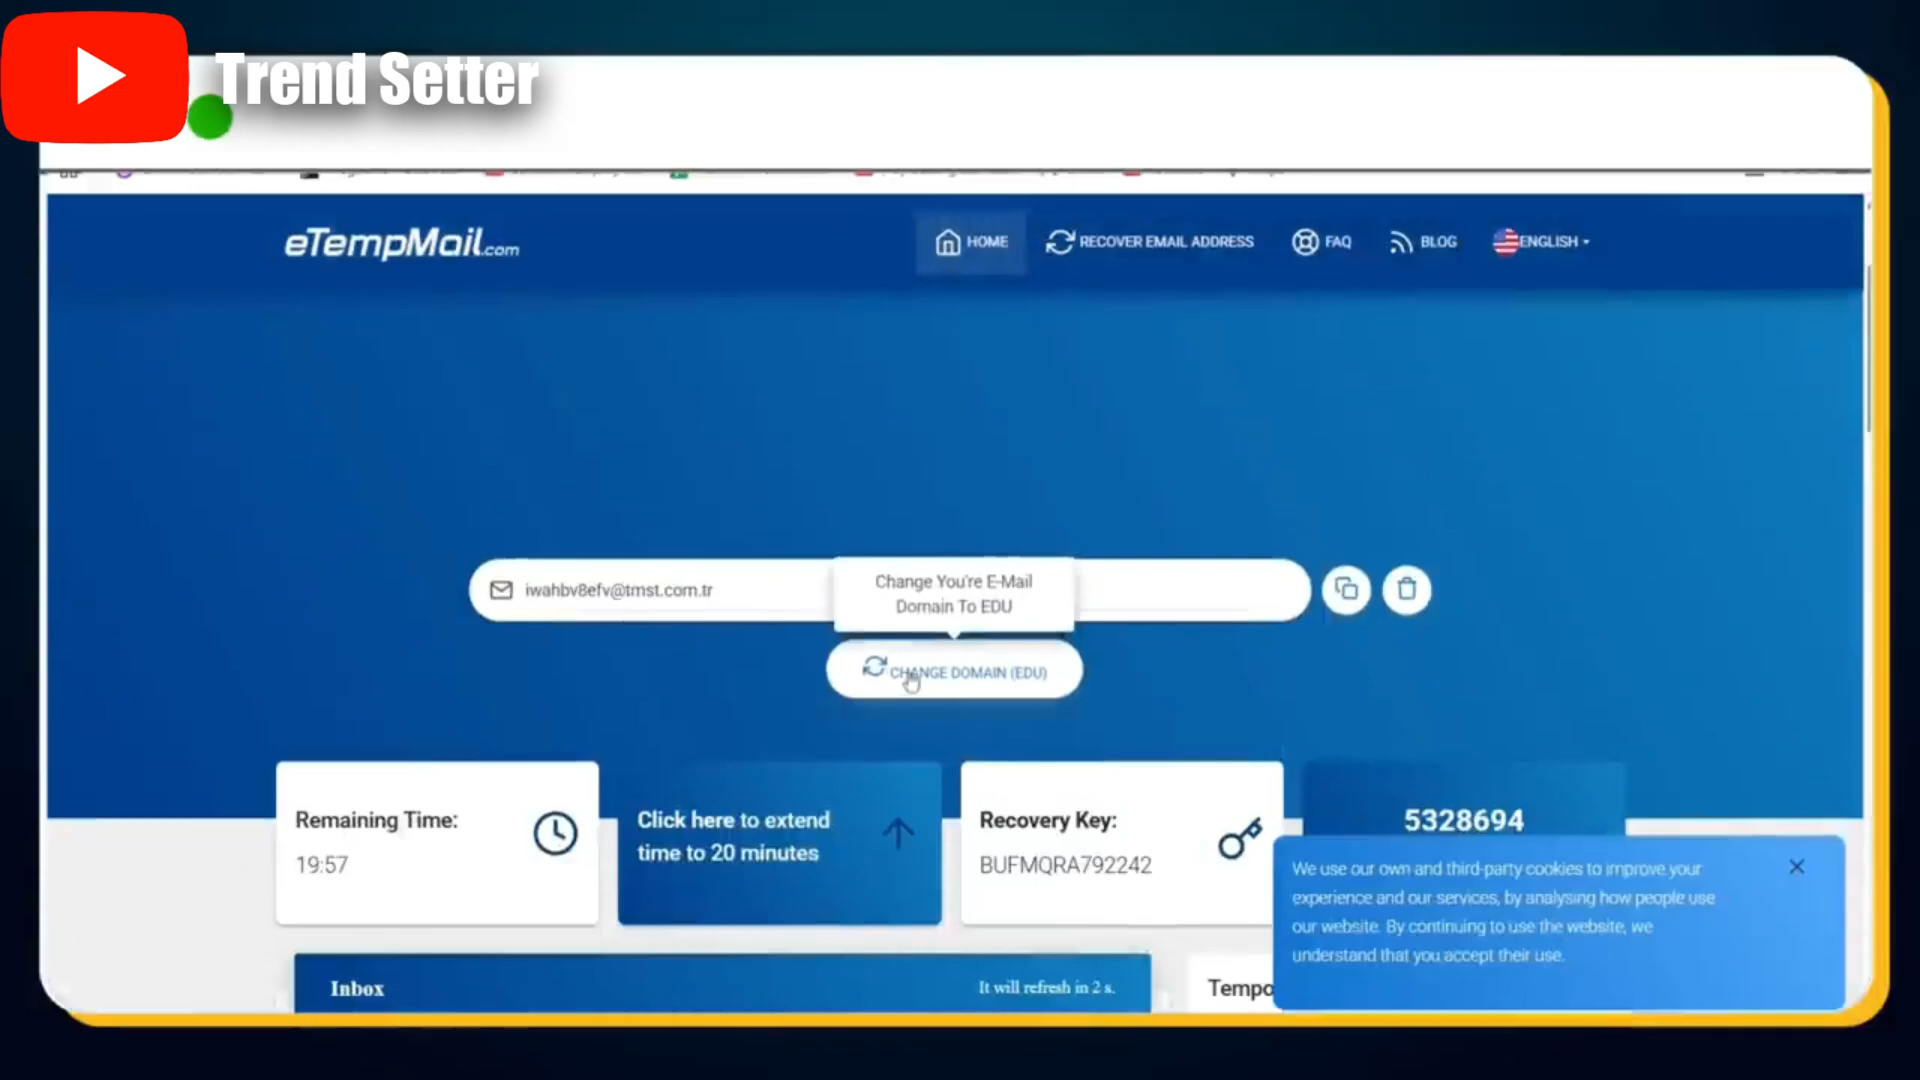 Trend Setter
eTempMail.com
HOME
RECOVER EMAIL ADDRESS
FAQ
BLOG
ENGLISH
iwahbv8efv@tmst.com.tr
Change You're E-Mail
Domain To EDU
CHANGE DOMAIN (EDU)
Remaining Time:
19:57
Click here to extend
time to 20 minutes
Recovery Key:
BUFMQRA792242
5328694
We use our own and third-party cookies to improve your
experience and our services, by analysing how people use
our website. By continuing to use the website, we
understand that you accept their use.
Inbox
It will refresh in 2 s.
Tempo